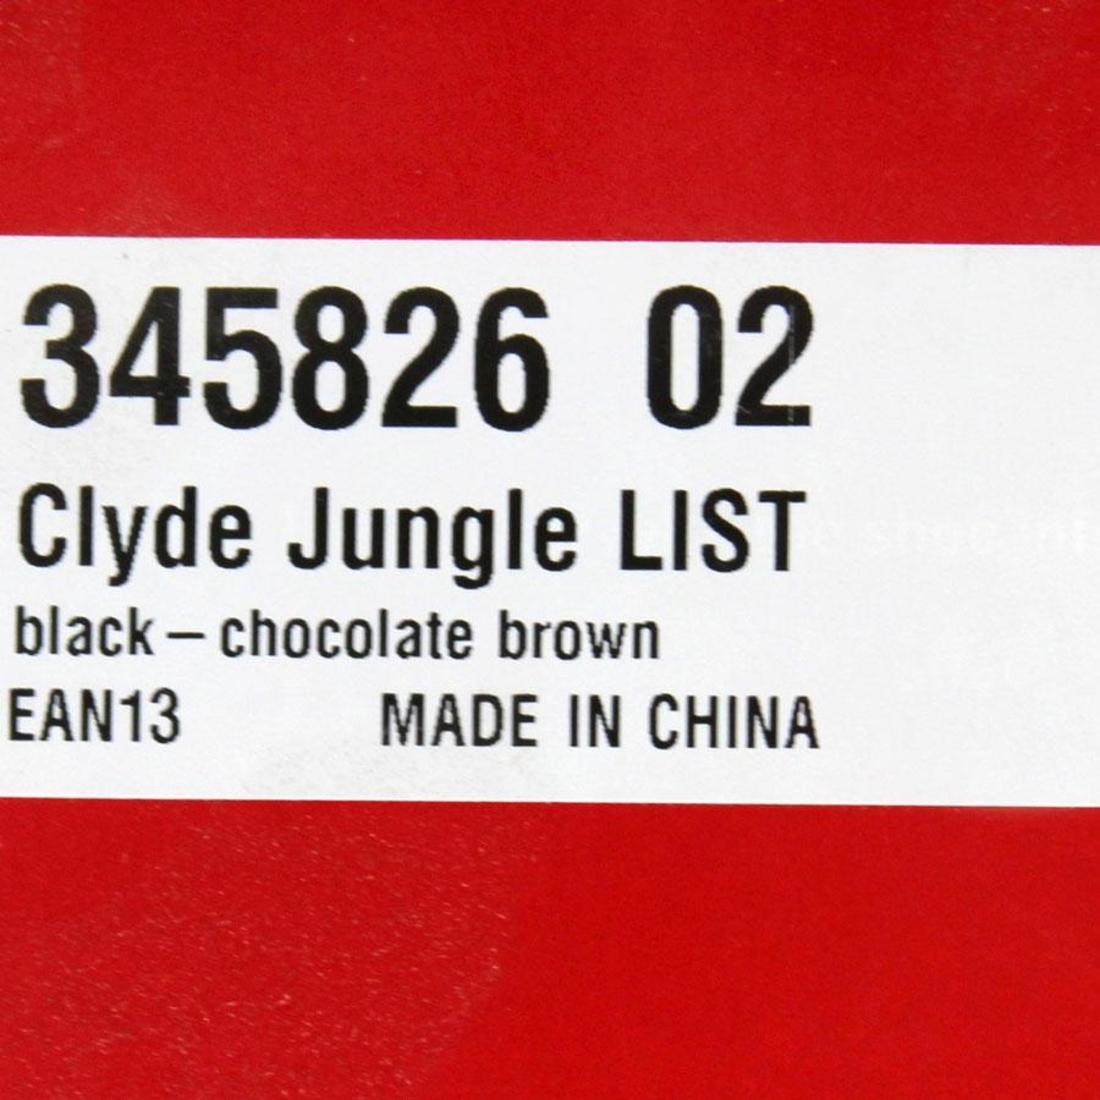 345826 02
Clyde Jungle LIST
black–chocolate brown
EAN13 MADE IN CHINA